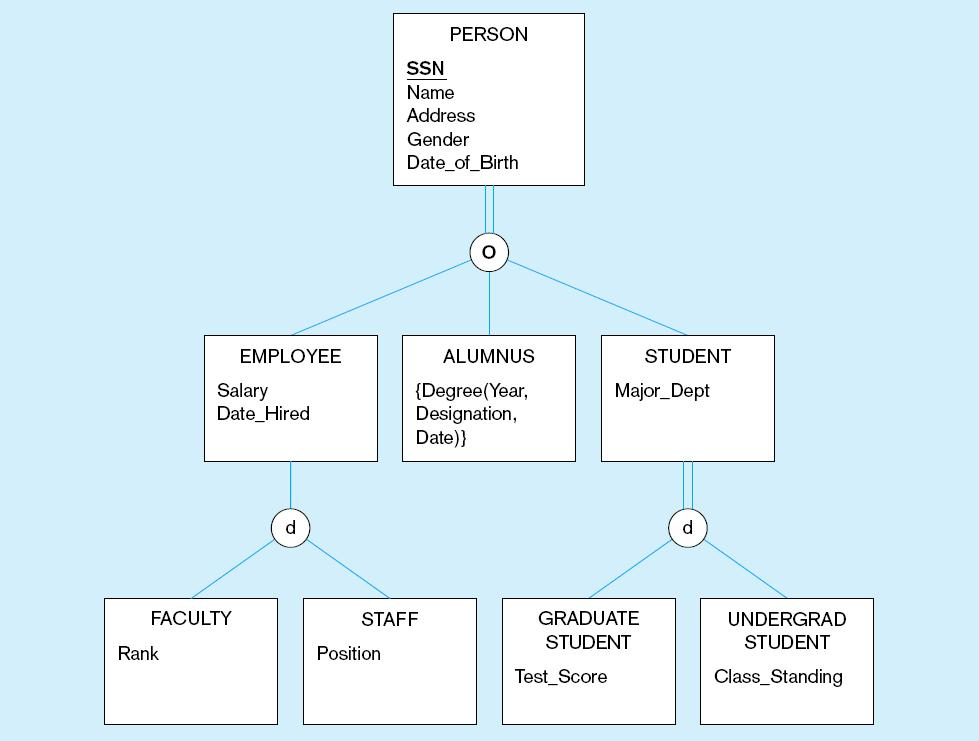 PERSON
SSN
Name
Address
Gender
Date_of_Birth
O
EMPLOYEE
Salary
Date_Hired
ALUMNUS
{Degree(Year,
Designation,
Date)}
STUDENT
Major_Dept
d
d
FACULTY
Rank
STAFF
Position
GRADUATE
STUDENT
Test_Score
UNDERGRAD
STUDENT
Class_Standing